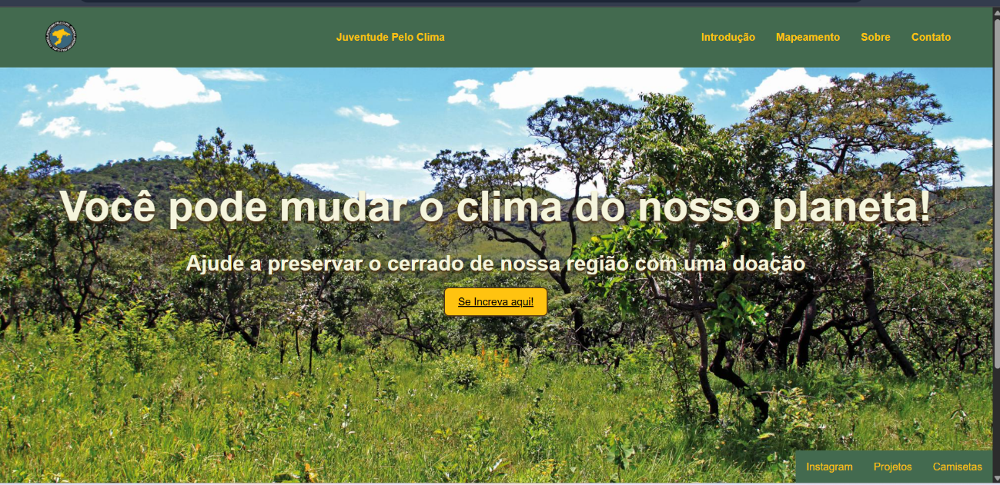 Juventude Pelo Clima
Introdução Mapeamento Sobre Contato
Você pode mudar o clima do nosso planeta!
Ajude a preservar o cerrado de nossa região com uma doação
Se Increva aqui!
Instagram Projetos Camisetas